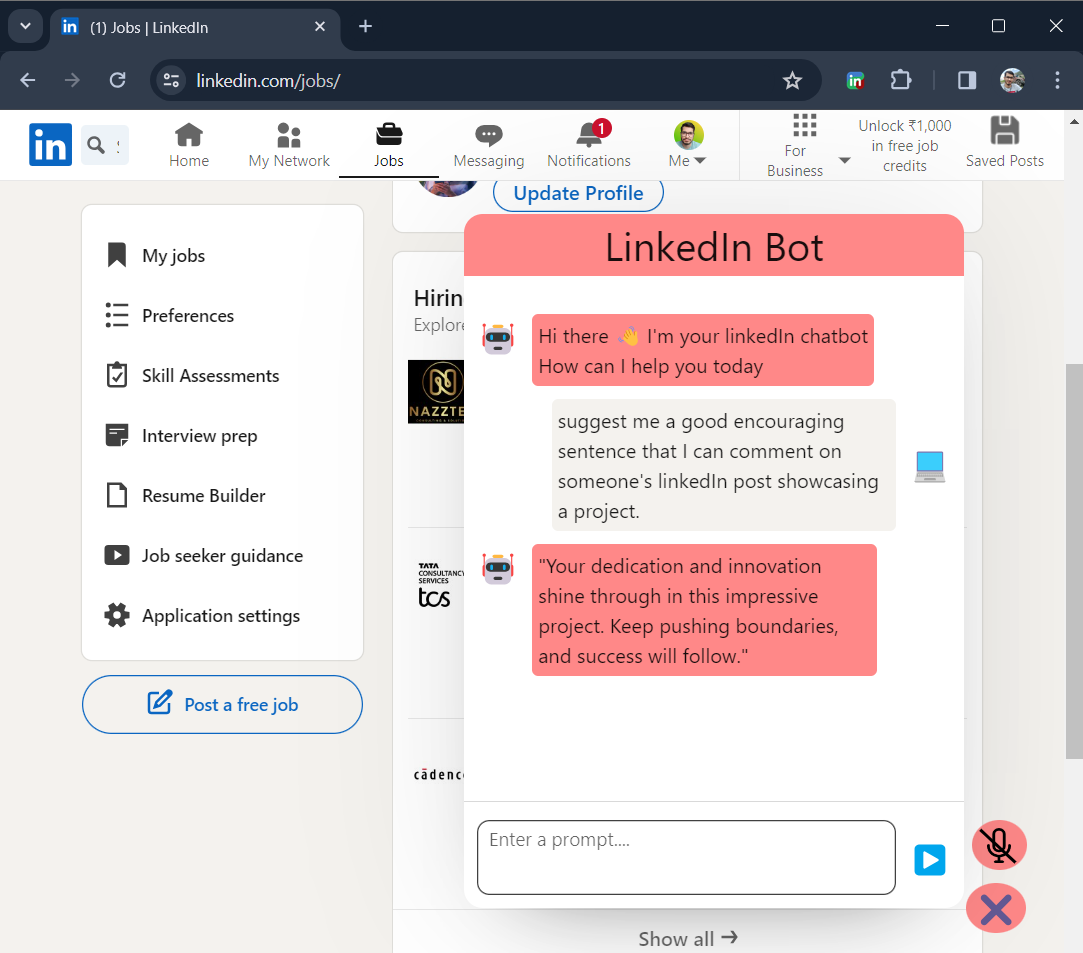 (1) Jobs | LinkedIn
linkedin.com/jobs/
in
Home
My Network
Jobs
Messaging
1
Notifications
Me
For
Business
Unlock ₹1,000
in free job
credits
Saved Posts
My jobs
Preferences
Skill Assessments
Interview prep
Resume Builder
Job seeker guidance
Application settings
Post a free job
Update Profile
Hirin
Explore
NAZZTE
TATA
CONSULTANCY
SERVICES
tcs
cādenc
LinkedIn Bot
Hi there 👋 I'm your linkedIn chatbot
How can I help you today
suggest me a good encouraging
sentence that I can comment on
someone's linkedIn post showcasing
a project.
"Your dedication and innovation
shine through in this impressive
project. Keep pushing boundaries,
and success will follow."
Enter a prompt....
Show all →